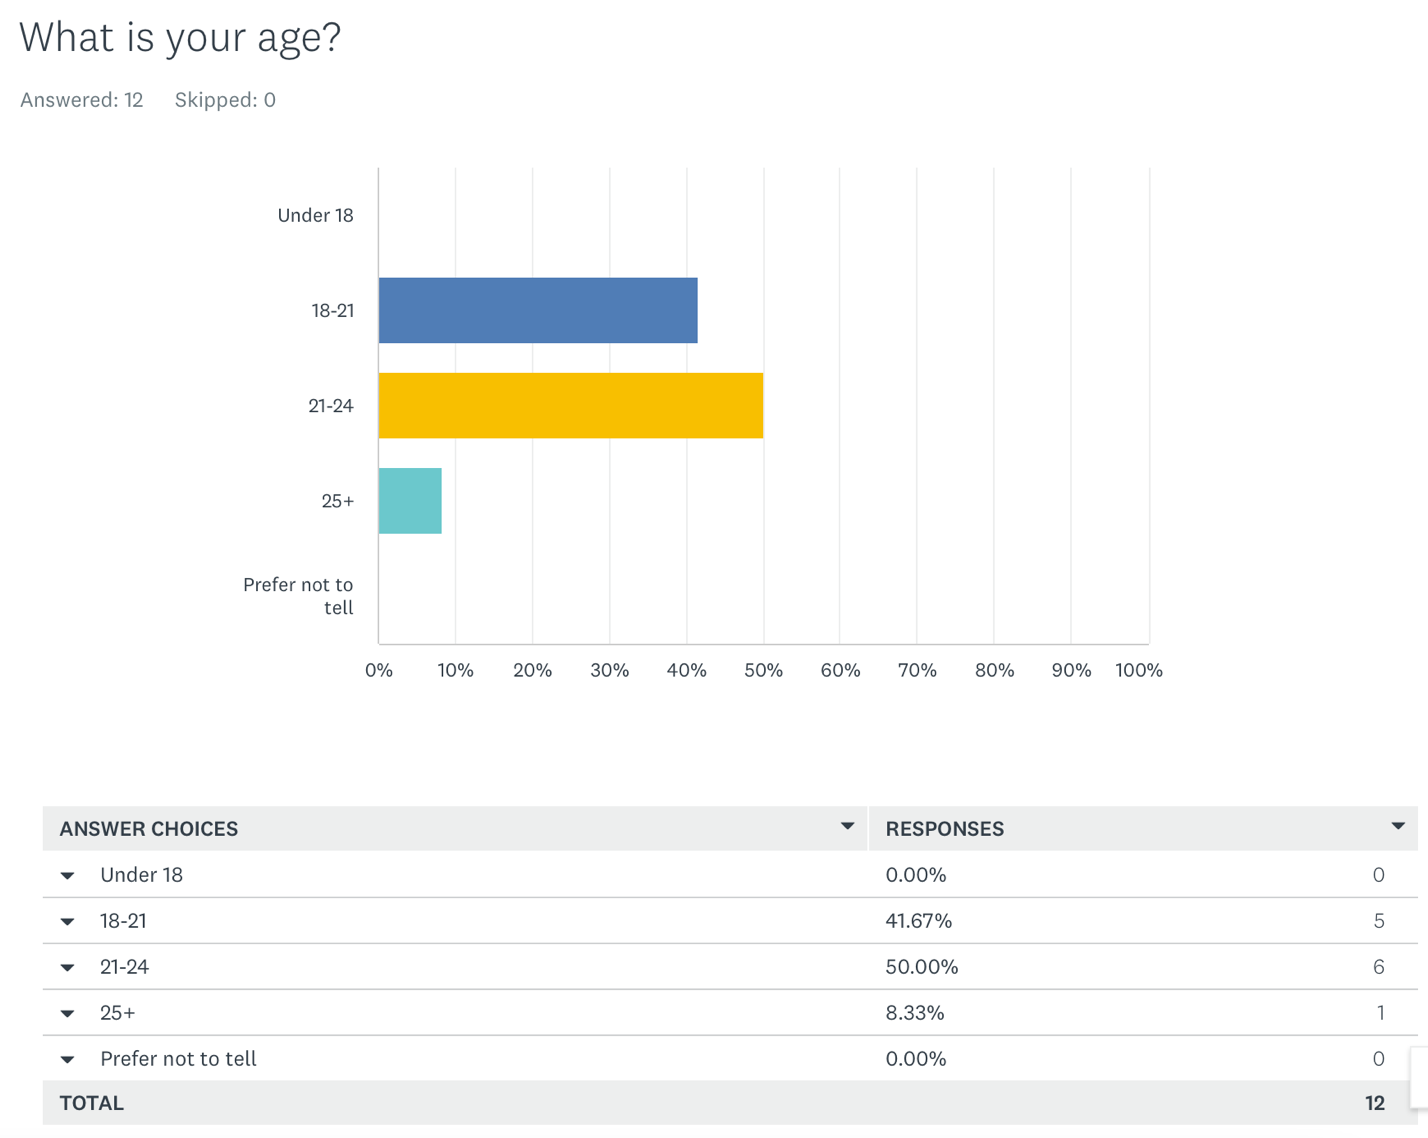 What is your age?
Answered: 12 Skipped: 0
Under 18
18-21
21-24
25+
Prefer not to
tell
0% 10% 20% 30% 40% 50% 60% 70% 80% 90% 100%
ANSWER CHOICES RESPONSES
Under 18 0.00% 0
18-21 41.67% 5
21-24 50.00% 6
25+ 8.33% 1
Prefer not to tell 0.00% 0
TOTAL 12